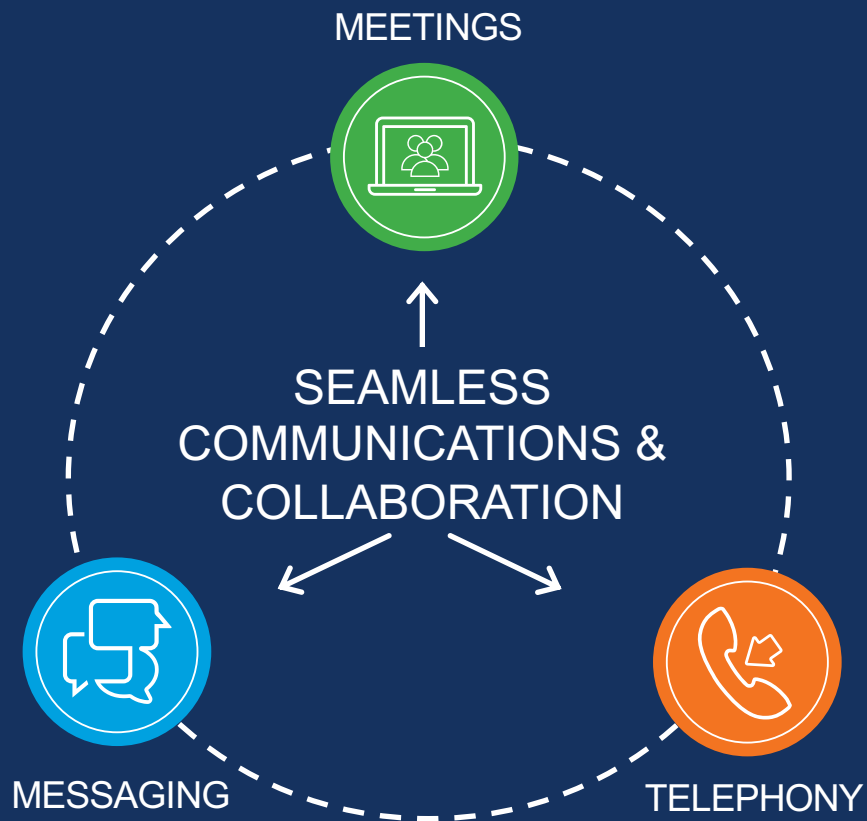 MEETINGS
SEAMLESS
COMMUNICATIONS &
COLLABORATION
MESSAGING
TELEPHONY